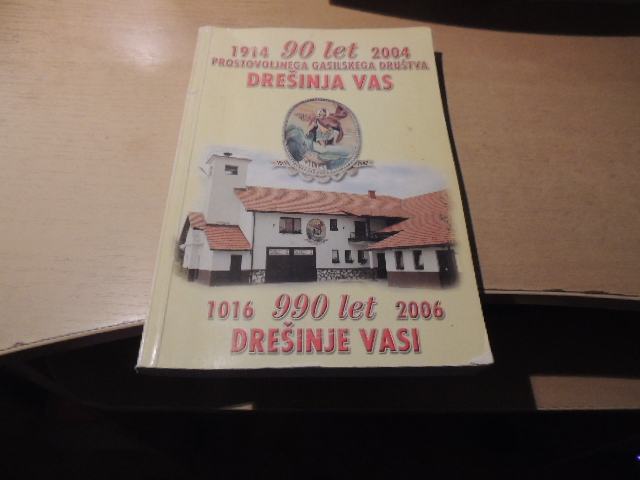 1914 90 let 2004
PROSTOVOLJNEGA GASILSKEGA DRUŠTVA
DREŠINJA VAS
1016 990 let 2006
DREŠINJE VASI